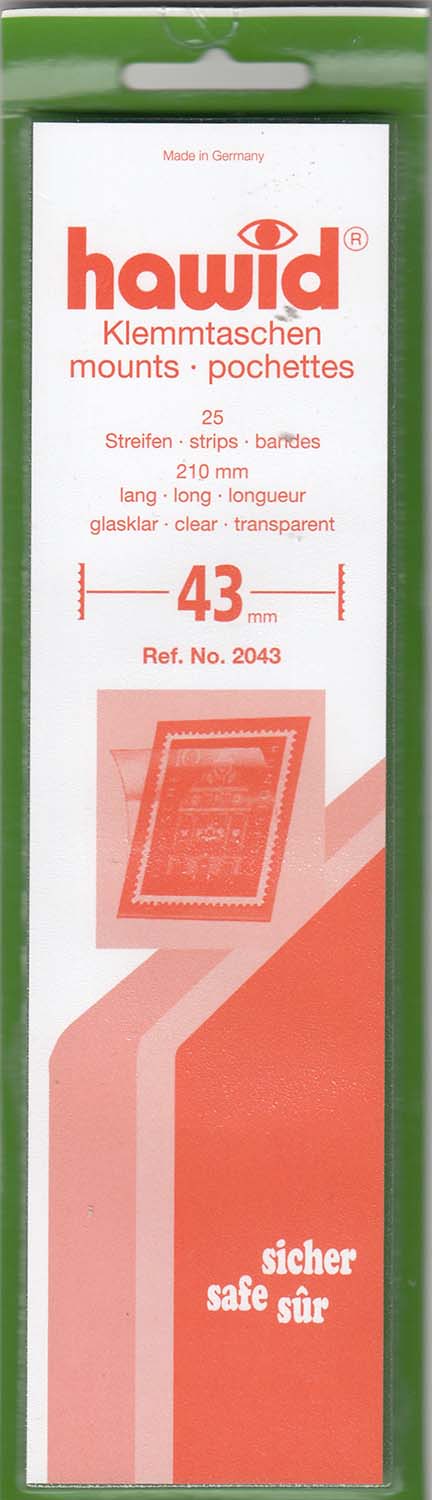 Made in Germany
hawid®
Klemmtaschen
mounts · pochettes
25
Streifen · strips · bandes
210 mm
lang · long · longueur
glasklar · clear · transparent
43 mm
Ref. No. 2043
sicher
safe sûr